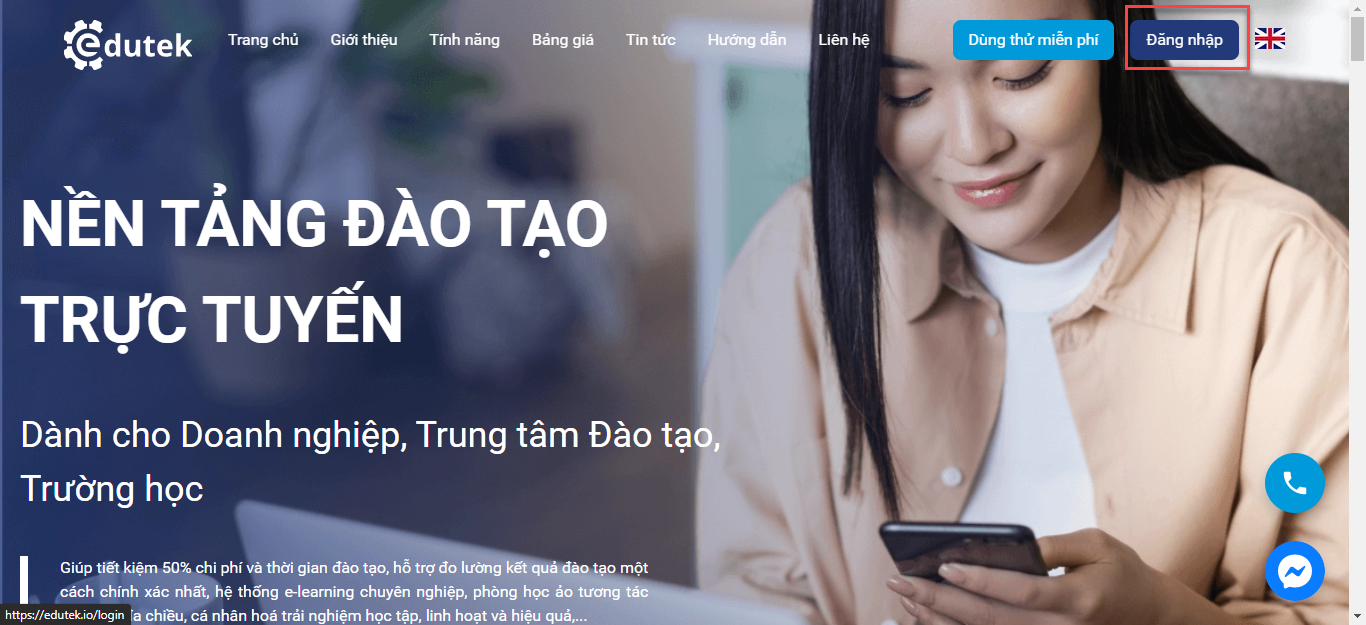 edutek
Trang chủ Giới thiệu Tính năng Bảng giá Tin tức Hướng dẫn Liên hệ Dùng thử miễn phí Đăng nhập
NỀN TẢNG ĐÀO TẠO
TRỰC TUYẾN
Dành cho Doanh nghiệp, Trung tâm Đào tạo,
Trường học
Giúp tiết kiệm 50% chi phí và thời gian đào tạo, hỗ trợ đo lường kết quả đào tạo một
cách chính xác nhất, hệ thống e-learning chuyên nghiệp, phòng học ảo tương tác
chiều, cá nhân hoá trải nghiệm học tập, linh hoạt và hiệu quả,...
https://edutek.io/login